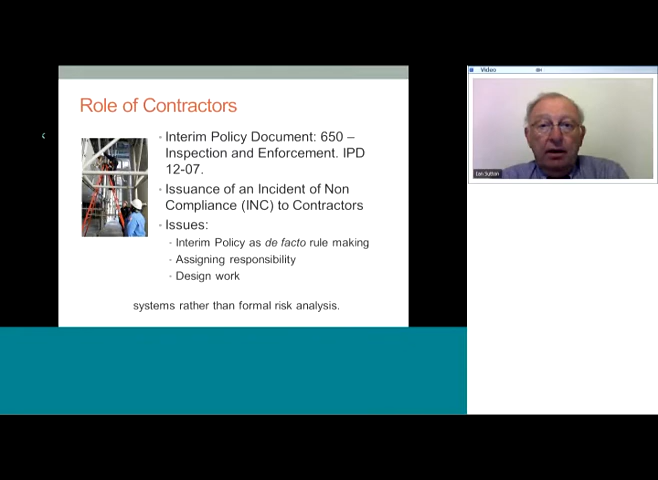 Role of Contractors
Interim Policy Document: 650 –
Inspection and Enforcement. IPD
12-07.
Issuance of an Incident of Non
Compliance (INC) to Contractors
Issues:
Interim Policy as de facto rule making
Assigning responsibility
Design work
systems rather than formal risk analysis.
Video
Ian Sutton